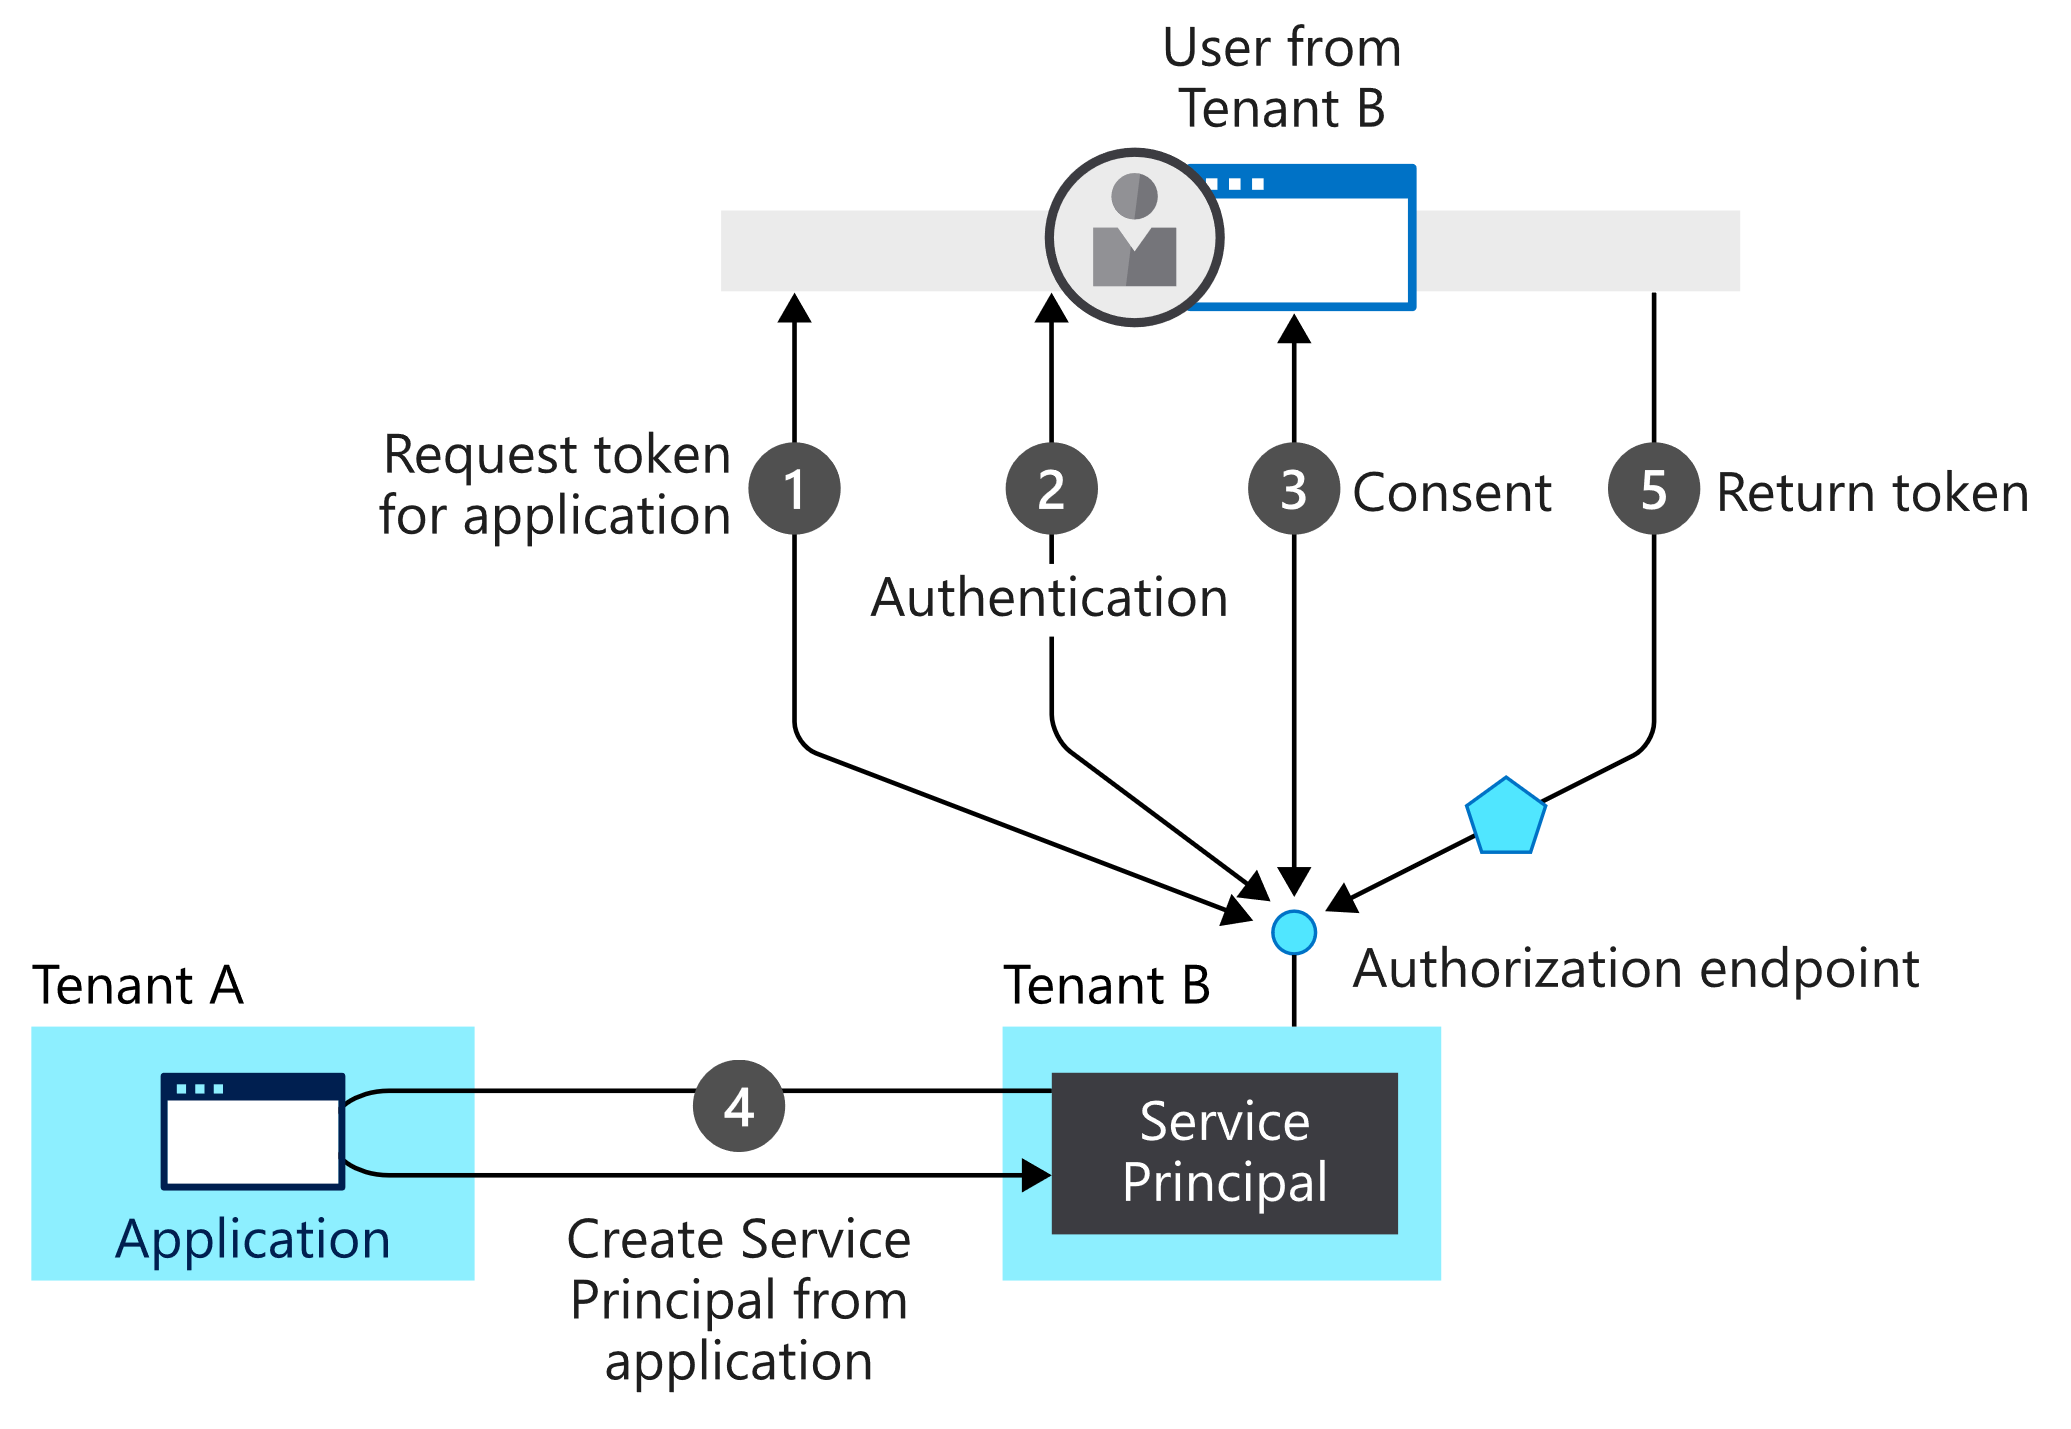 User from
Tenant B
Request token
for application
1
2
3
Consent
5
Return token
Authentication
Tenant A
Tenant B
Authorization endpoint
4
Service
Principal
Application
Create Service
Principal from
application